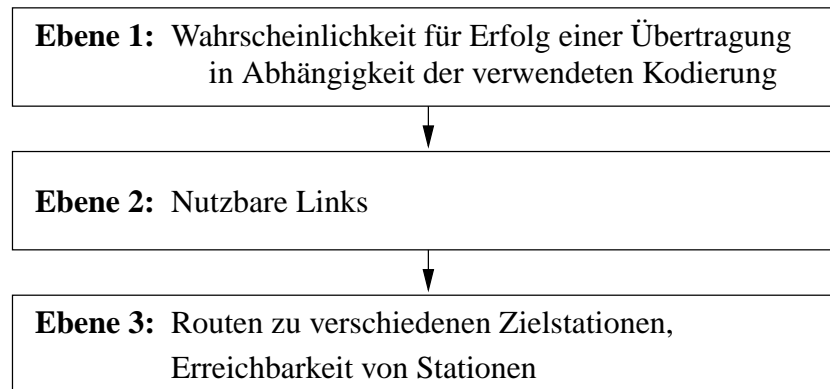 Ebene 1: Wahrscheinlichkeit für Erfolg einer Übertragung
in Abhängigkeit der verwendeten Kodierung
Ebene 2: Nutzbare Links
Ebene 3: Routen zu verschiedenen Zielstationen,
Erreichbarkeit von Stationen